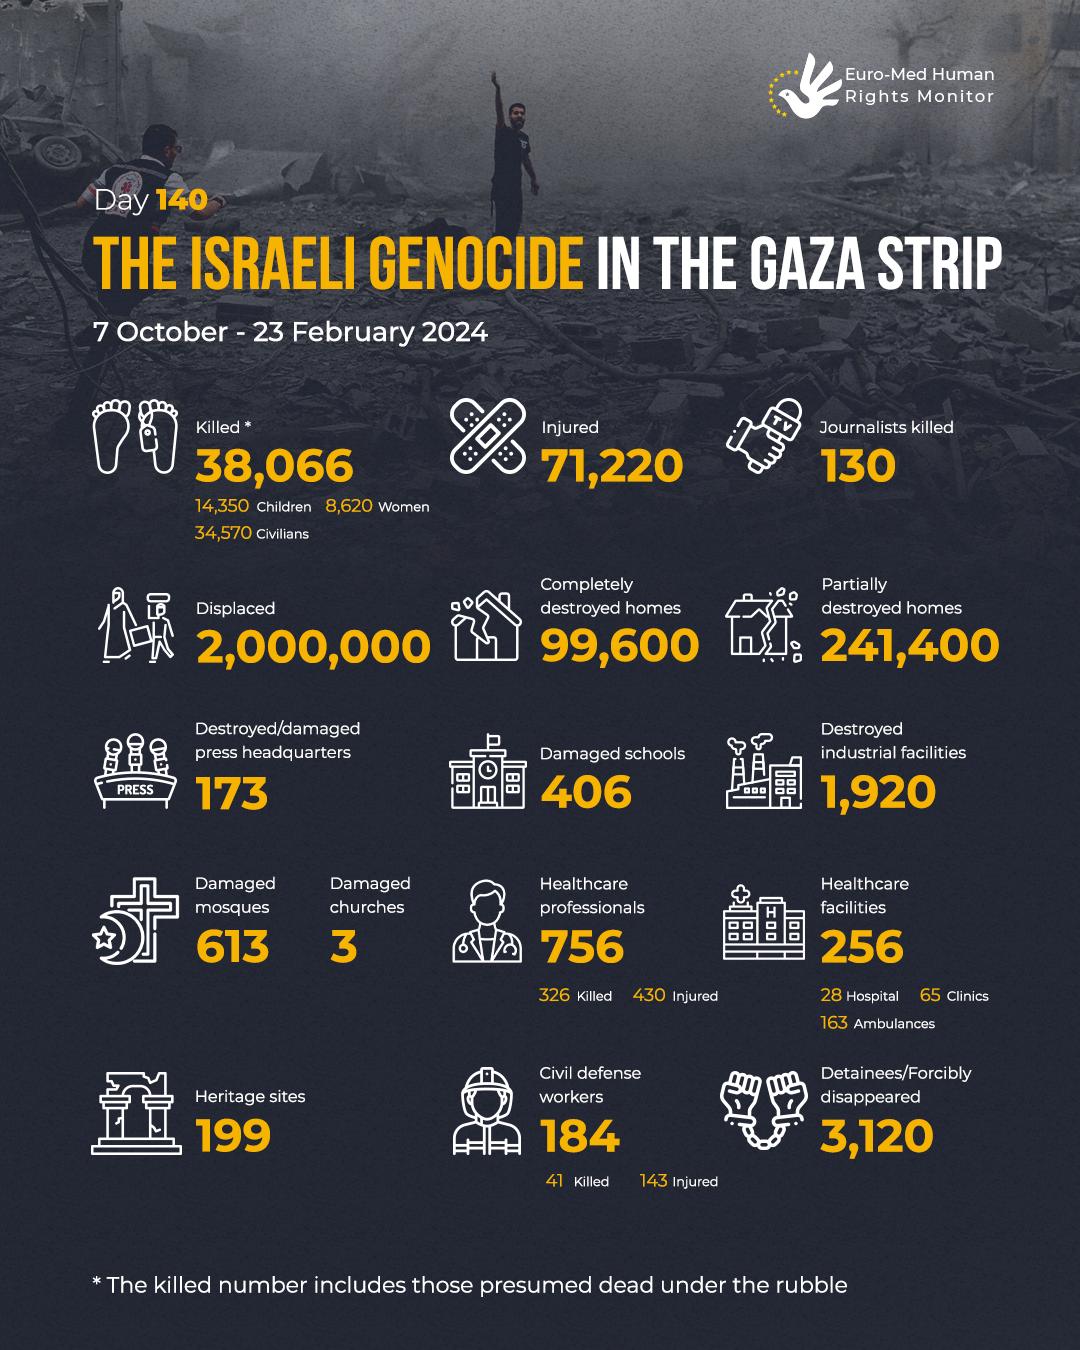 Euro-Med Human
Rights Monitor
Day 140
THE ISRAELI GENOCIDE IN THE GAZA STRIP
7 October - 23 February 2024
Killed *
38,066
14,350 Children 8,620 Women
34,570 Civilians
Injured
71,220
TV
Journalists killed
130
Displaced
2,000,000
Completely
destroyed homes
99,600
Partially
destroyed homes
241,400
PRESS
Destroyed/damaged
press headquarters
173
Damaged schools
406
Destroyed
industrial facilities
1,920
Damaged
mosques
613
Damaged
churches
3
Healthcare
professionals
756
326 Killed 430 Injured
H
Healthcare
facilities
256
28 Hospital 65 Clinics
163 Ambulances
Heritage sites
199
Civil defense
workers
184
41 Killed 143 Injured
Detainees/Forcibly
disappeared
3,120
* The killed number includes those presumed dead under the rubble